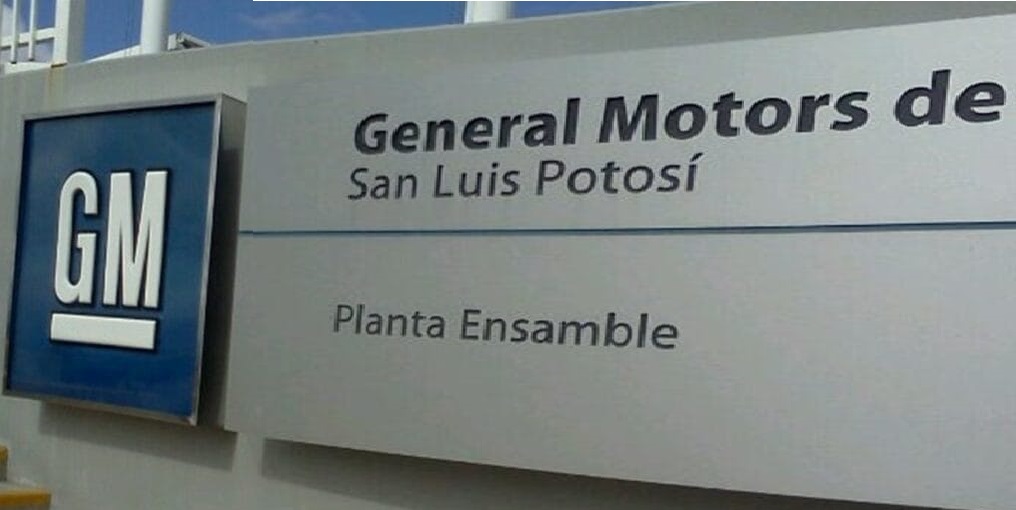 GM
General Motors de
San Luis Potosí
Planta Ensamble